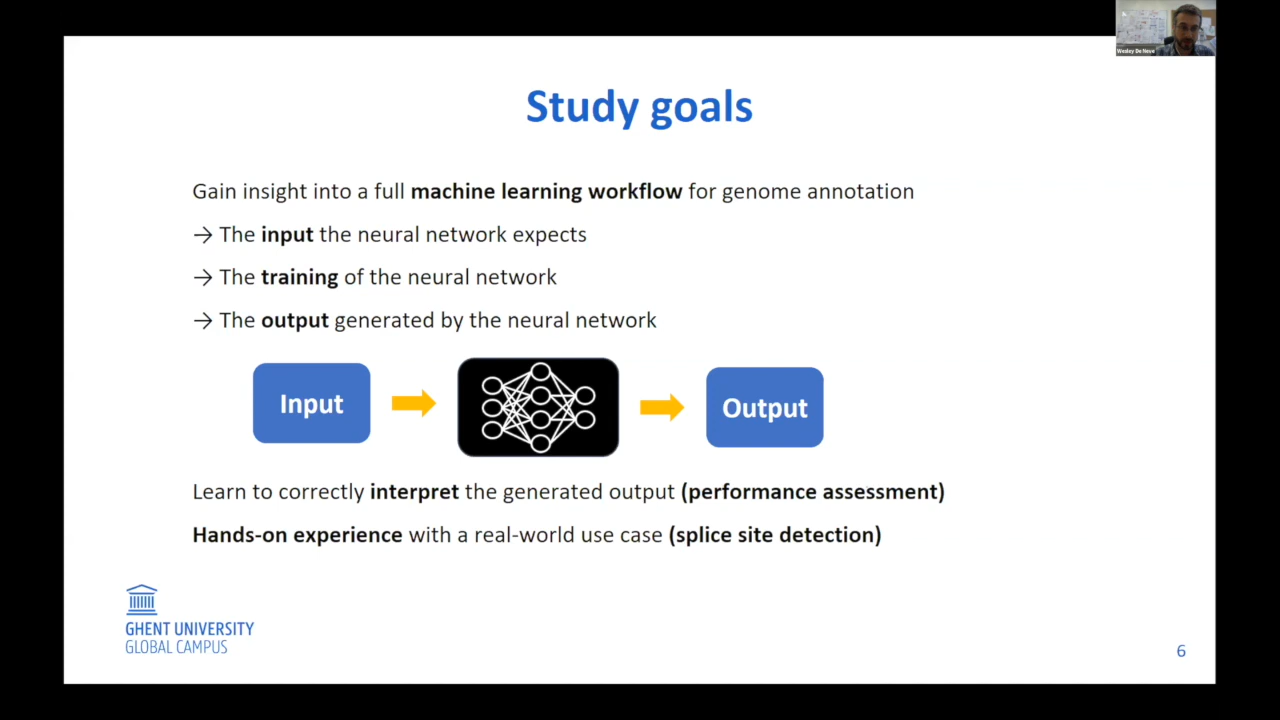 Wesley De Neve
Study goals
Gain insight into a full machine learning workflow for genome annotation
→ The input the neural network expects
→ The training of the neural network
→ The output generated by the neural network
Input
Output
Learn to correctly interpret the generated output (performance assessment)
Hands-on experience with a real-world use case (splice site detection)
GHENT UNIVERSITY
GLOBAL CAMPUS
6